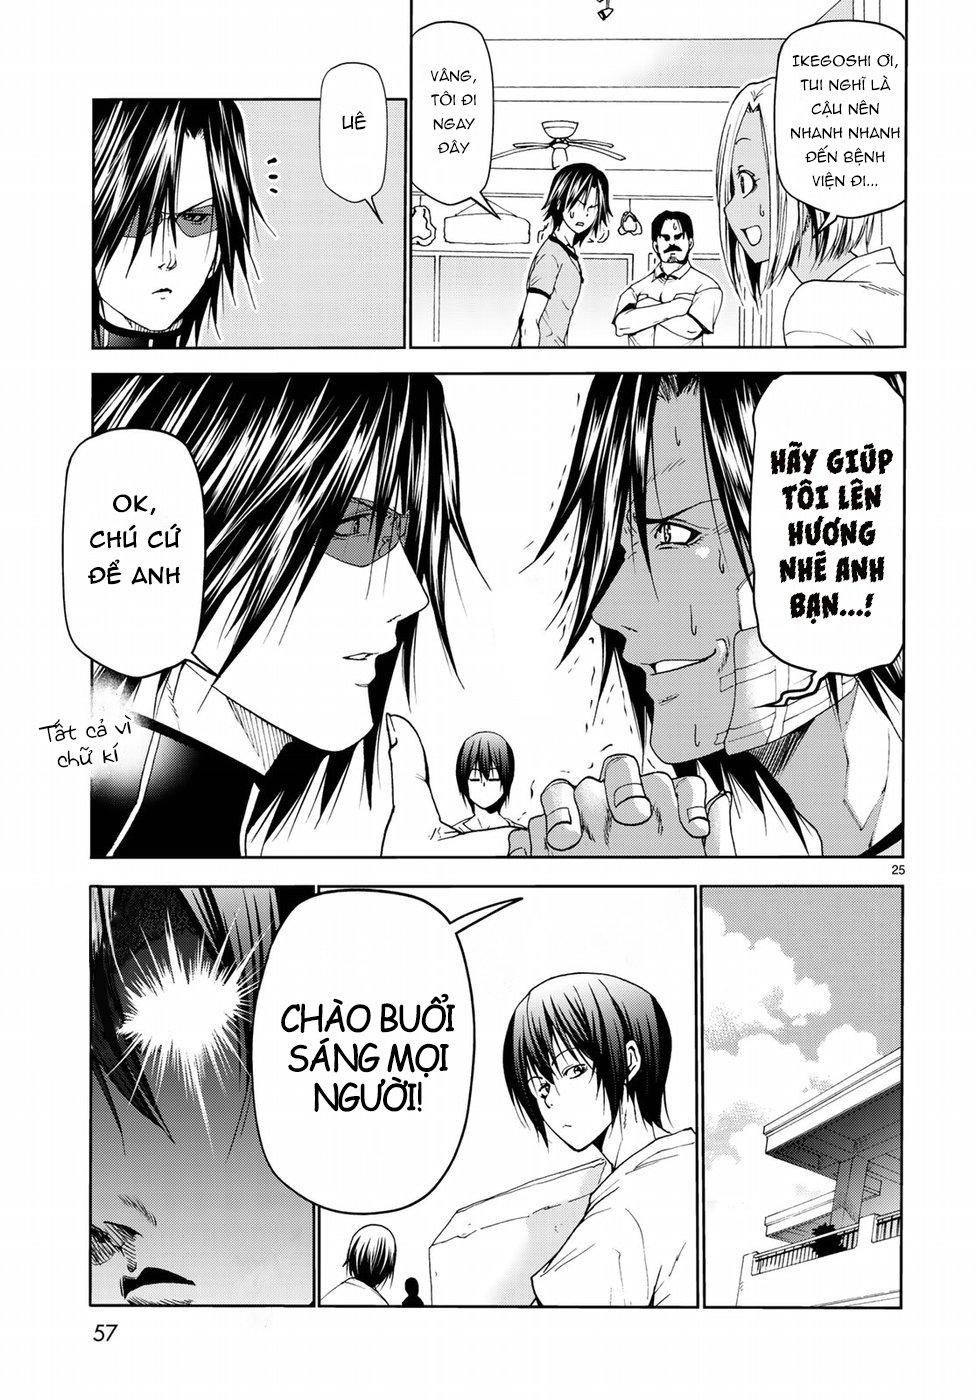 IKEGOSHI ƠI,
TUI NGHĨ LÀ
CẬU NÊN
NHANH NHANH
ĐẾN BỆNH
VIỆN ĐI...
VÂNG,
TÔI ĐI
NGAY
ĐÂY
UÊ
HÃY GIÚP
TÔI LÊN
HƯƠNG
NHÉ ANH
BẠN...!
OK,
CHÚ CỨ
ĐỂ ANH
Tất cả vì
chữ kí
25
CHÀO BUỔI
SÁNG MỌI
NGƯỜI!
57